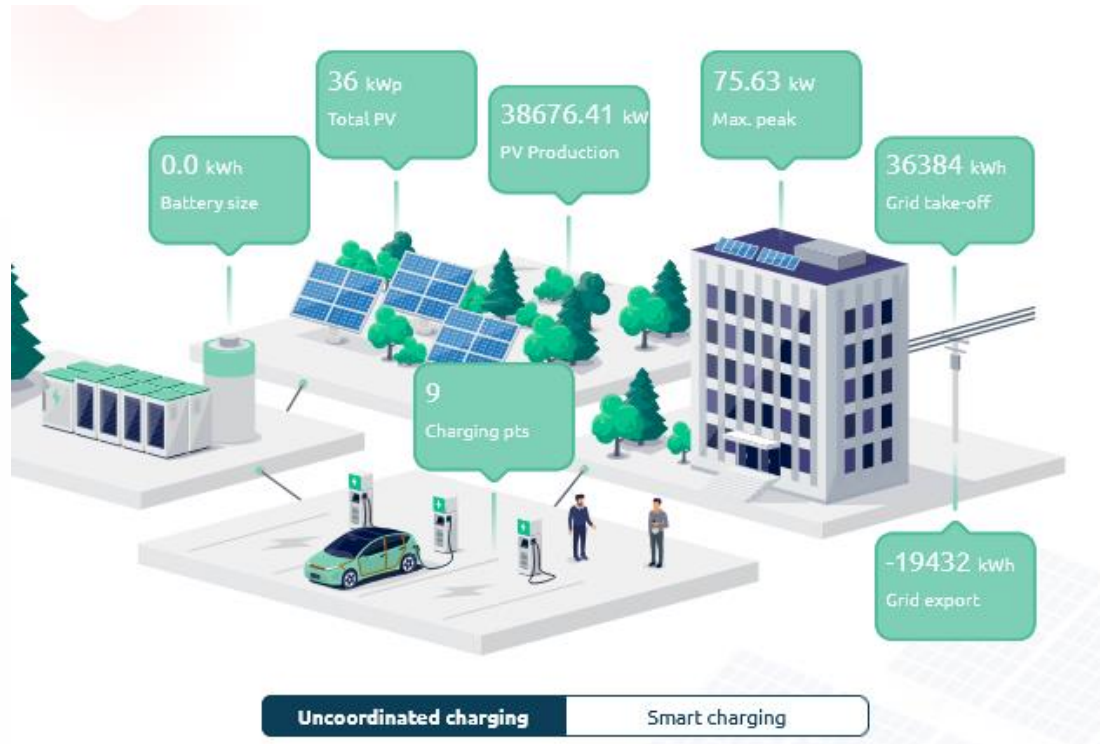 36 kWp
Total PV
38676.41 kW
PV Production
75.63 kW
Max. peak
0.0 kWh
Battery size
36384 kWh
Grid take-off
9
Charging pts
-19432 kWh
Grid export
Uncoordinated charging
Smart charging